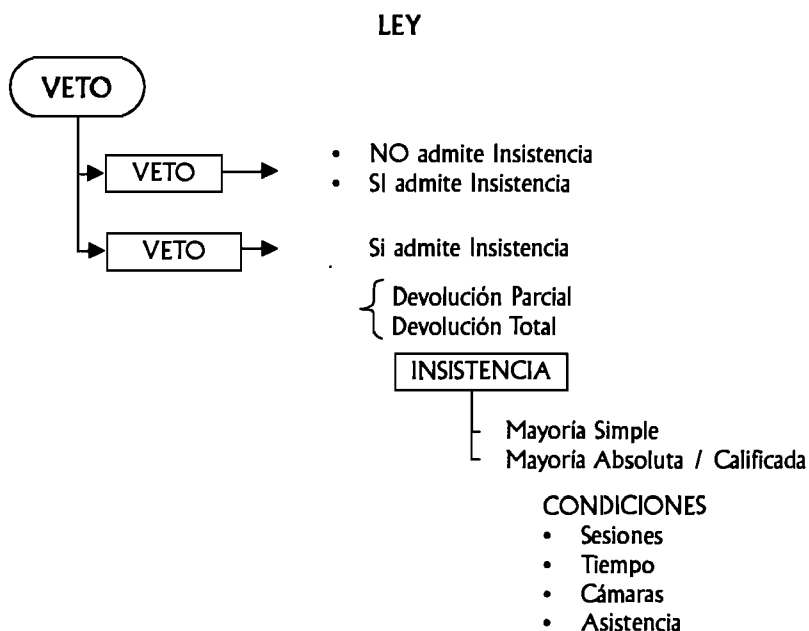 LEY
VETO
VETO
• NO admite Insistencia
• SI admite Insistencia
VETO
Si admite Insistencia
Devolución Parcial
Devolución Total
INSISTENCIA
Mayoría Simple
Mayoría Absoluta / Calificada
CONDICIONES
• Sesiones
• Tiempo
• Cámaras
• Asistencia